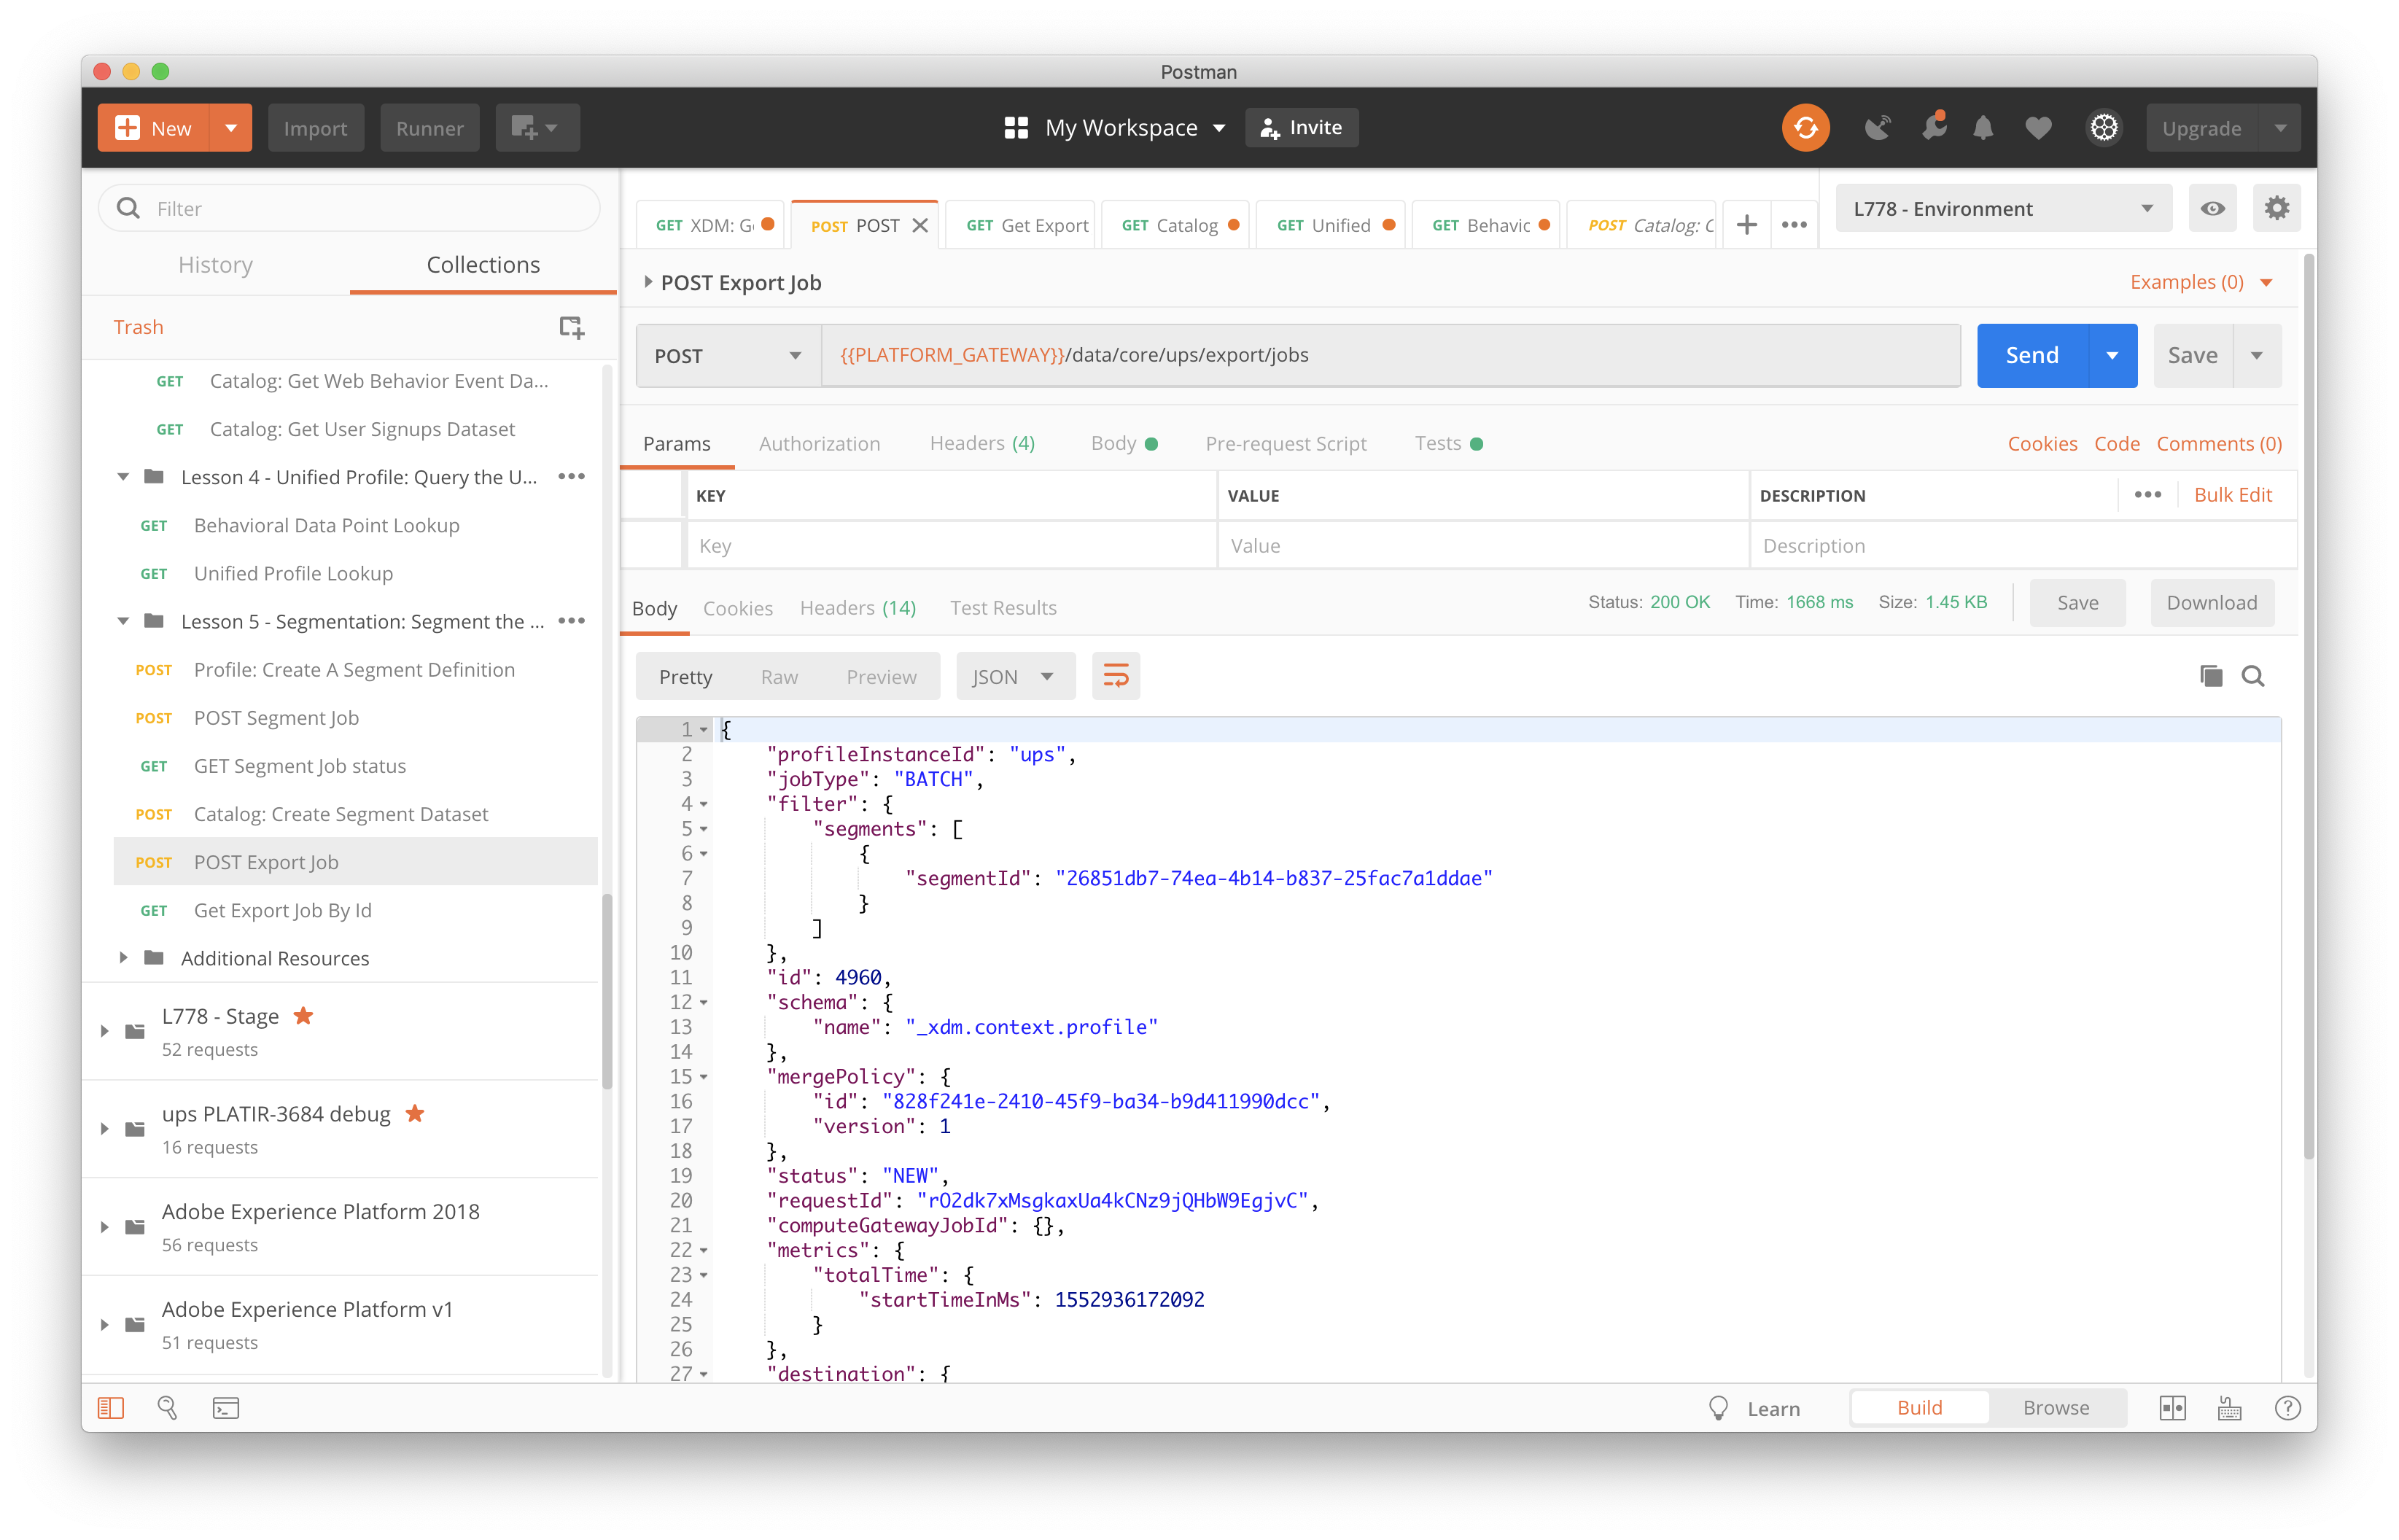 Postman
New
Import
Runner
My Workspace
Invite
Upgrade
Filter
History
Collections
Trash
GET Catalog: Get Web Behavior Event Da...
GET Catalog: Get User Signups Dataset
Lesson 4 - Unified Profile: Query the U...
GET Behavioral Data Point Lookup
GET Unified Profile Lookup
Lesson 5 - Segmentation: Segment the ...
POST Profile: Create A Segment Definition
POST POST Segment Job
GET GET Segment Job status
POST Catalog: Create Segment Dataset
POST POST Export Job
GET Get Export Job By Id
Additional Resources
L778 - Stage
52 requests
ups PLATIR-3684 debug
16 requests
Adobe Experience Platform 2018
56 requests
Adobe Experience Platform v1
51 requests
GET XDM: G
POST POST
GET Get Export
GET Catalog
GET Unified
GET Behavic
POST Catalog: C
L778 - Environment
POST Export Job
Examples (0)
POST
{{PLATFORM_GATEWAY}}/data/core/ups/export/jobs
Send
Save
Params
Authorization
Headers (4)
Body
Pre-request Script
Tests
Cookies
Code
Comments (0)
KEY
VALUE
DESCRIPTION
Bulk Edit
Key
Value
Description
Body
Cookies
Headers (14)
Test Results
Status: 200 OK
Time: 1668 ms
Size: 1.45 KB
Save
Download
Pretty
Raw
Preview
JSON
1 {
2 "profileInstanceId": "ups",
3 "jobType": "BATCH",
4 "filter": {
5 "segments": [
6 {
7 "segmentId": "26851db7-74ea-4b14-b837-25fac7a1ddae"
8 }
9 ]
10 },
11 "id": 4960,
12 "schema": {
13 "name": "_xdm.context.profile"
14 },
15 "mergePolicy": {
16 "id": "828f241e-2410-45f9-ba34-b9d411990dcc",
17 "version": 1
18 },
19 "status": "NEW",
20 "requestId": "rO2dk7xMsgkaxUa4kCNz9jQHbW9EgjvC",
21 "computeGatewayJobId": {},
22 "metrics": {
23 "totalTime": {
24 "startTimeInMs": 1552936172092
25 }
26 },
27 "destination": {
Learn
Build
Browse